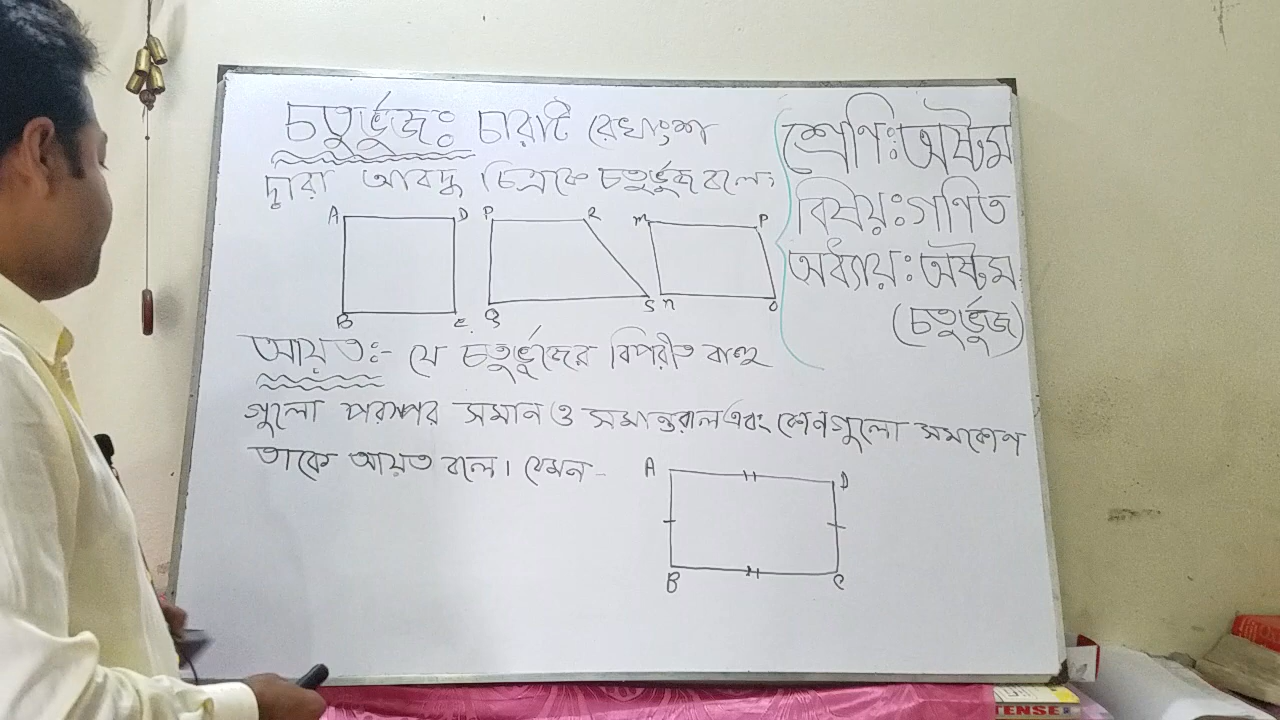 চতুর্ভুজঃ চারটি রেখাংশ
দ্বারা আবদ্ধ চিত্রকে চতুর্ভুজ বলে।
শ্রেণিঃ অষ্টম
বিষয়ঃ গণিত
অধ্যায়ঃ অষ্টম
(চতুর্ভুজ)
A D P R M P
B C Q S n O
আয়তঃ- যে চতুর্ভুজের বিপরীত বাহু
গুলো পরস্পর সমান ও সমান্তরাল এবং কোনগুলো সমকোন
তাকে আয়ত বলে। যেমন-
A D
B C
TENSE